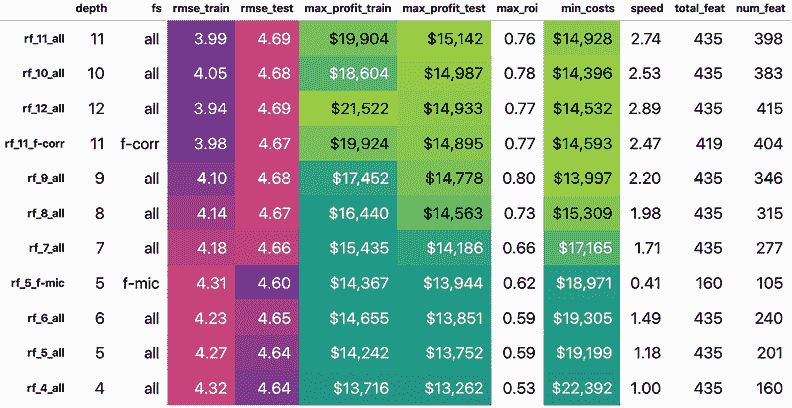 depth fs rmse_train rmse_test max_profit_train max_profit_test max_roi min_costs speed total_feat num_feat
rf_11_all 11 all 3.99 4.69 $19,904 $15,142 0.76 $14,928 2.74 435 398
rf_10_all 10 all 4.05 4.68 $18,604 $14,987 0.78 $14,396 2.53 435 383
rf_12_all 12 all 3.94 4.69 $21,522 $14,933 0.77 $14,532 2.89 435 415
rf_11_f-corr 11 f-corr 3.98 4.67 $19,924 $14,895 0.77 $14,593 2.47 419 404
rf_9_all 9 all 4.10 4.68 $17,452 $14,778 0.80 $13,997 2.20 435 346
rf_8_all 8 all 4.14 4.67 $16,440 $14,563 0.73 $15,309 1.98 435 315
rf_7_all 7 all 4.18 4.66 $15,435 $14,186 0.66 $17,165 1.71 435 277
rf_5_f-mic 5 f-mic 4.31 4.60 $14,367 $13,944 0.62 $18,971 0.41 160 105
rf_6_all 6 all 4.23 4.65 $14,655 $13,851 0.59 $19,305 1.49 435 240
rf_5_all 5 all 4.27 4.64 $14,242 $13,752 0.59 $19,199 1.18 435 201
rf_4_all 4 all 4.32 4.64 $13,716 $13,262 0.53 $22,392 1.00 435 160